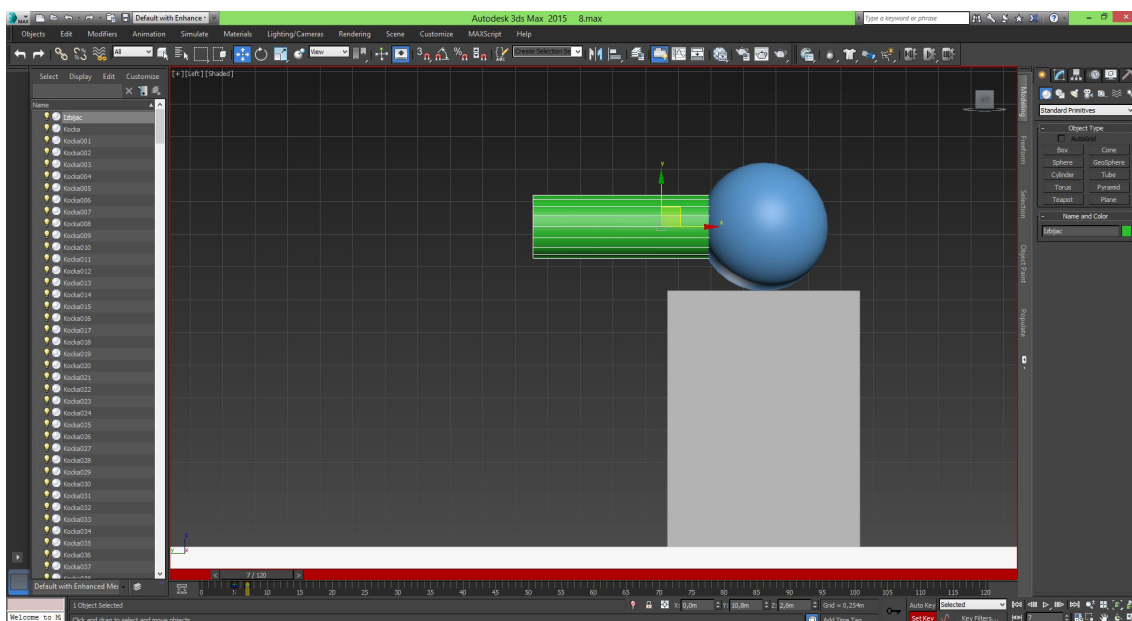 MAX Default with Enhance Autodesk 3ds Max 2015 8.max Type a keyword or phrase
Objects Edit Modifiers Animation Simulate Materials Lighting/Cameras Rendering Scene Customize MAXScript Help
All View Create Selection Se
Select Display Edit Customize
[+][Left][Shaded]
Name
Izbijac
Kocka
Kocka001
Kocka002
Kocka003
Kocka004
Kocka005
Kocka006
Kocka007
Kocka008
Kocka009
Kocka010
Kocka011
Kocka012
Kocka013
Kocka014
Kocka015
Kocka016
Kocka017
Kocka018
Kocka019
Kocka020
Kocka021
Kocka022
Kocka023
Kocka024
Kocka025
Kocka026
Kocka027
Kocka028
Kocka029
Kocka030
Kocka031
Kocka032
Kocka033
Kocka034
Kocka035
Kocka036
Kocka037
Default with Enhanced Mer
y
x
z
y x
Modeling
Freeform
Selection
Object Paint
Populate
Standard Primitives
- Object Type
AutoGrid
Box Cone
Sphere GeoSphere
Cylinder Tube
Torus Pyramid
Teapot Plane
- Name and Color
Izbijac
< 7 / 120 >
0 5 10 15 20 25 30 35 40 45 50 55 60 65 70 75 80 85 90 95 100 105 110 115 120
1 Object Selected X: 0,0m Y: 10,8m Z: 2,6m Grid = 0,254m Auto Key Selected
Welcome to M Click and drag to select and move objects Add Time Tag Set Key Key Filters... 7